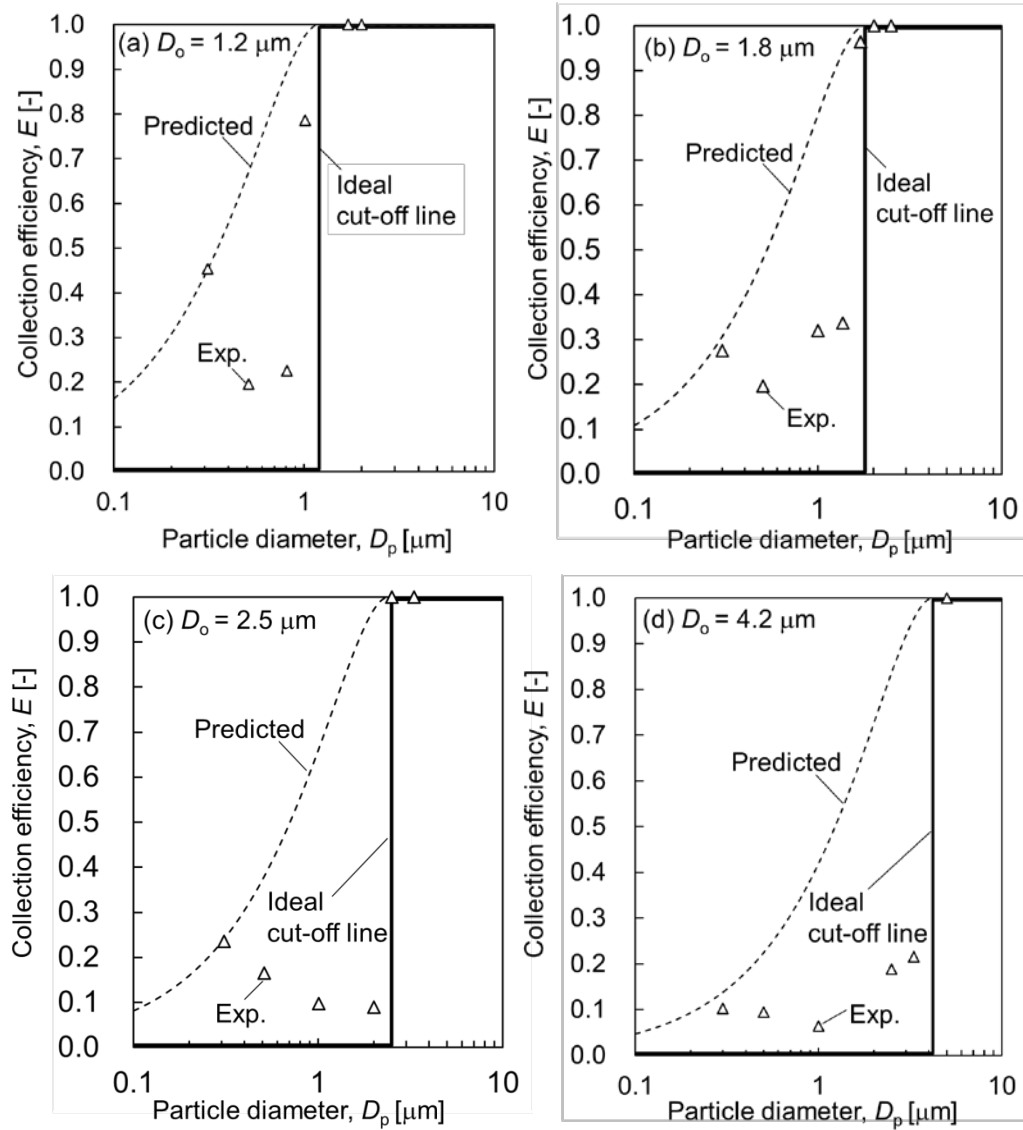 (a) Dₒ = 1.2 μm
Collection efficiency, E [-]
1.0
0.9
0.8
0.7
0.6
0.5
0.4
0.3
0.2
0.1
0.0
Predicted
Ideal
cut-off line
Exp.
0.1
1
10
Particle diameter, Dₚ [μm]
(b) Dₒ = 1.8 μm
Collection efficiency, E [-]
1.0
0.9
0.8
0.7
0.6
0.5
0.4
0.3
0.2
0.1
0.0
Predicted
Ideal
cut-off line
Exp.
0.1
1
10
Particle diameter, Dₚ [μm]
(c) Dₒ = 2.5 μm
Collection efficiency, E [-]
1.0
0.9
0.8
0.7
0.6
0.5
0.4
0.3
0.2
0.1
0.0
Predicted
Ideal
cut-off line
Exp.
0.1
1
10
Particle diameter, Dₚ [μm]
(d) Dₒ = 4.2 μm
Collection efficiency, E [-]
1.0
0.9
0.8
0.7
0.6
0.5
0.4
0.3
0.2
0.1
0.0
Predicted
Ideal
cut-off line
Exp.
0.1
1
10
Particle diameter, Dₚ [μm]